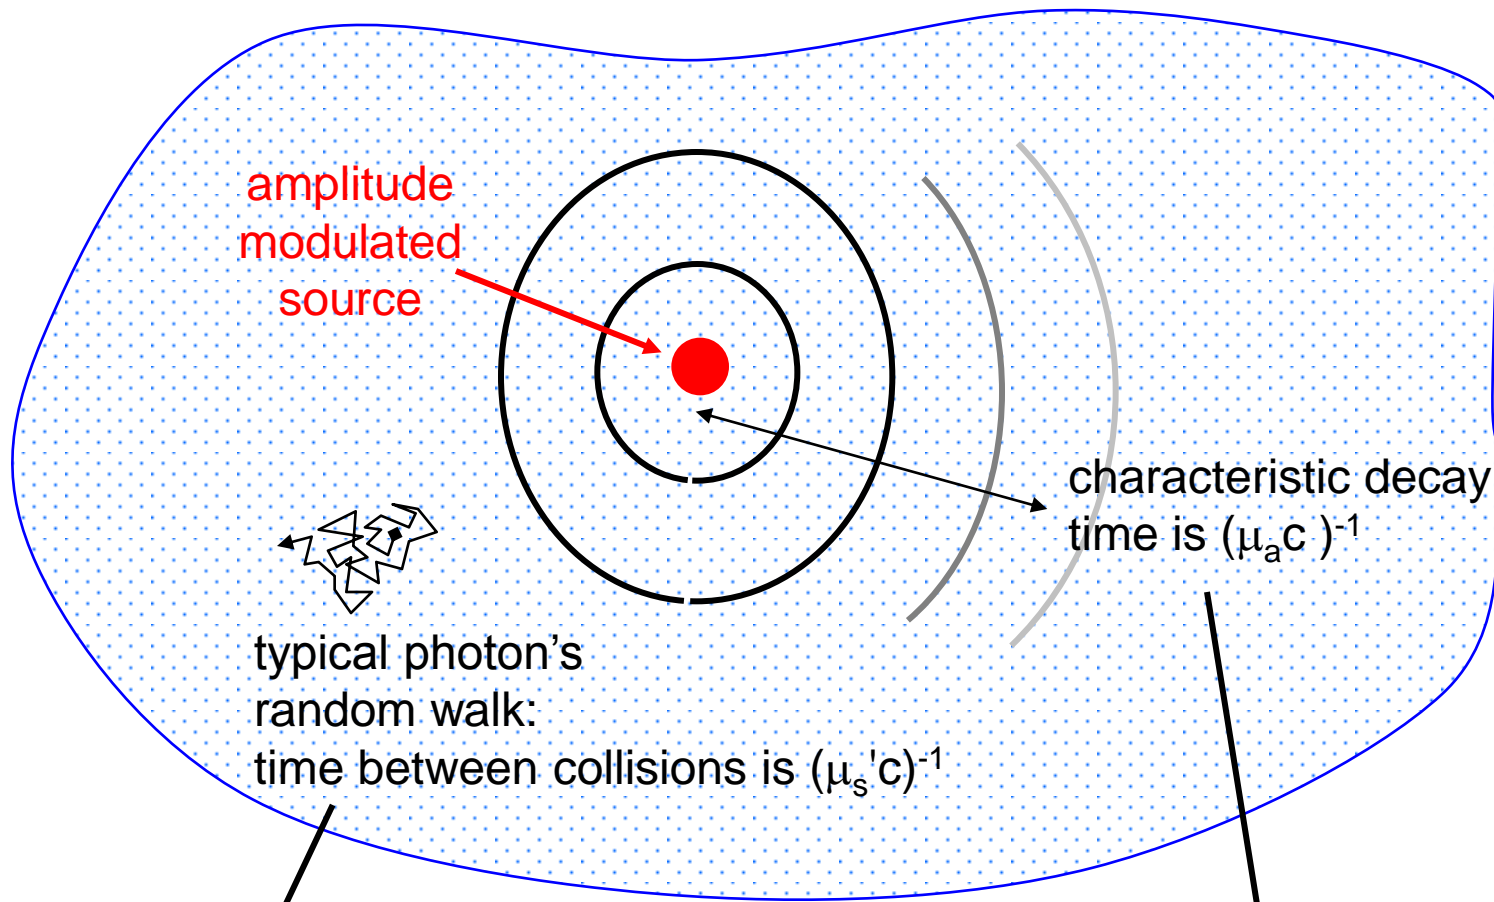 amplitude
modulated
source
characteristic decay
time is (μₐc )⁻¹
typical photon’s
random walk:
time between collisions is (μₛ'c)⁻¹